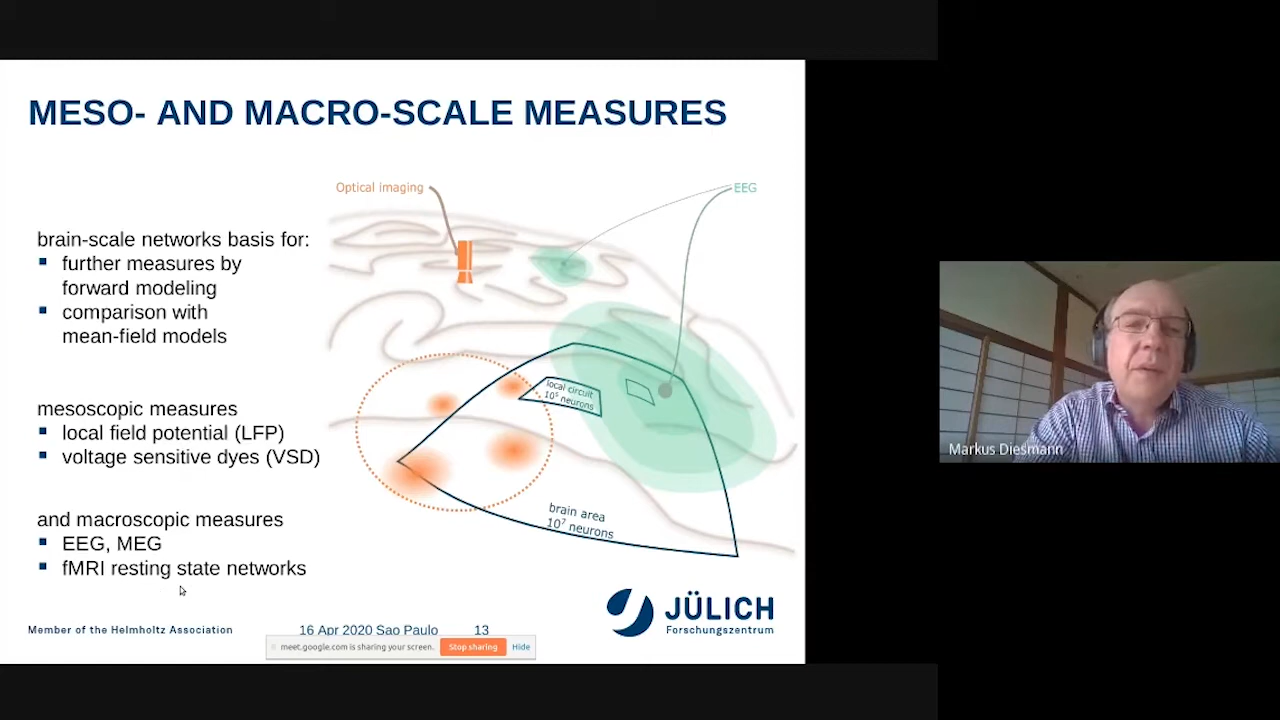 MESO- AND MACRO-SCALE MEASURES
Optical imaging
EEG
brain-scale networks basis for:
further measures by
forward modeling
comparison with
mean-field models
local circuit
10⁵ neurons
mesoscopic measures
local field potential (LFP)
voltage sensitive dyes (VSD)
brain area
10⁷ neurons
and macroscopic measures
EEG, MEG
fMRI resting state networks
Markus Diesmann
JÜLICH
Forschungszentrum
Member of the Helmholtz Association
16 Apr 2020 Sao Paulo
13
meet.google.com is sharing your screen.
Stop sharing
Hide